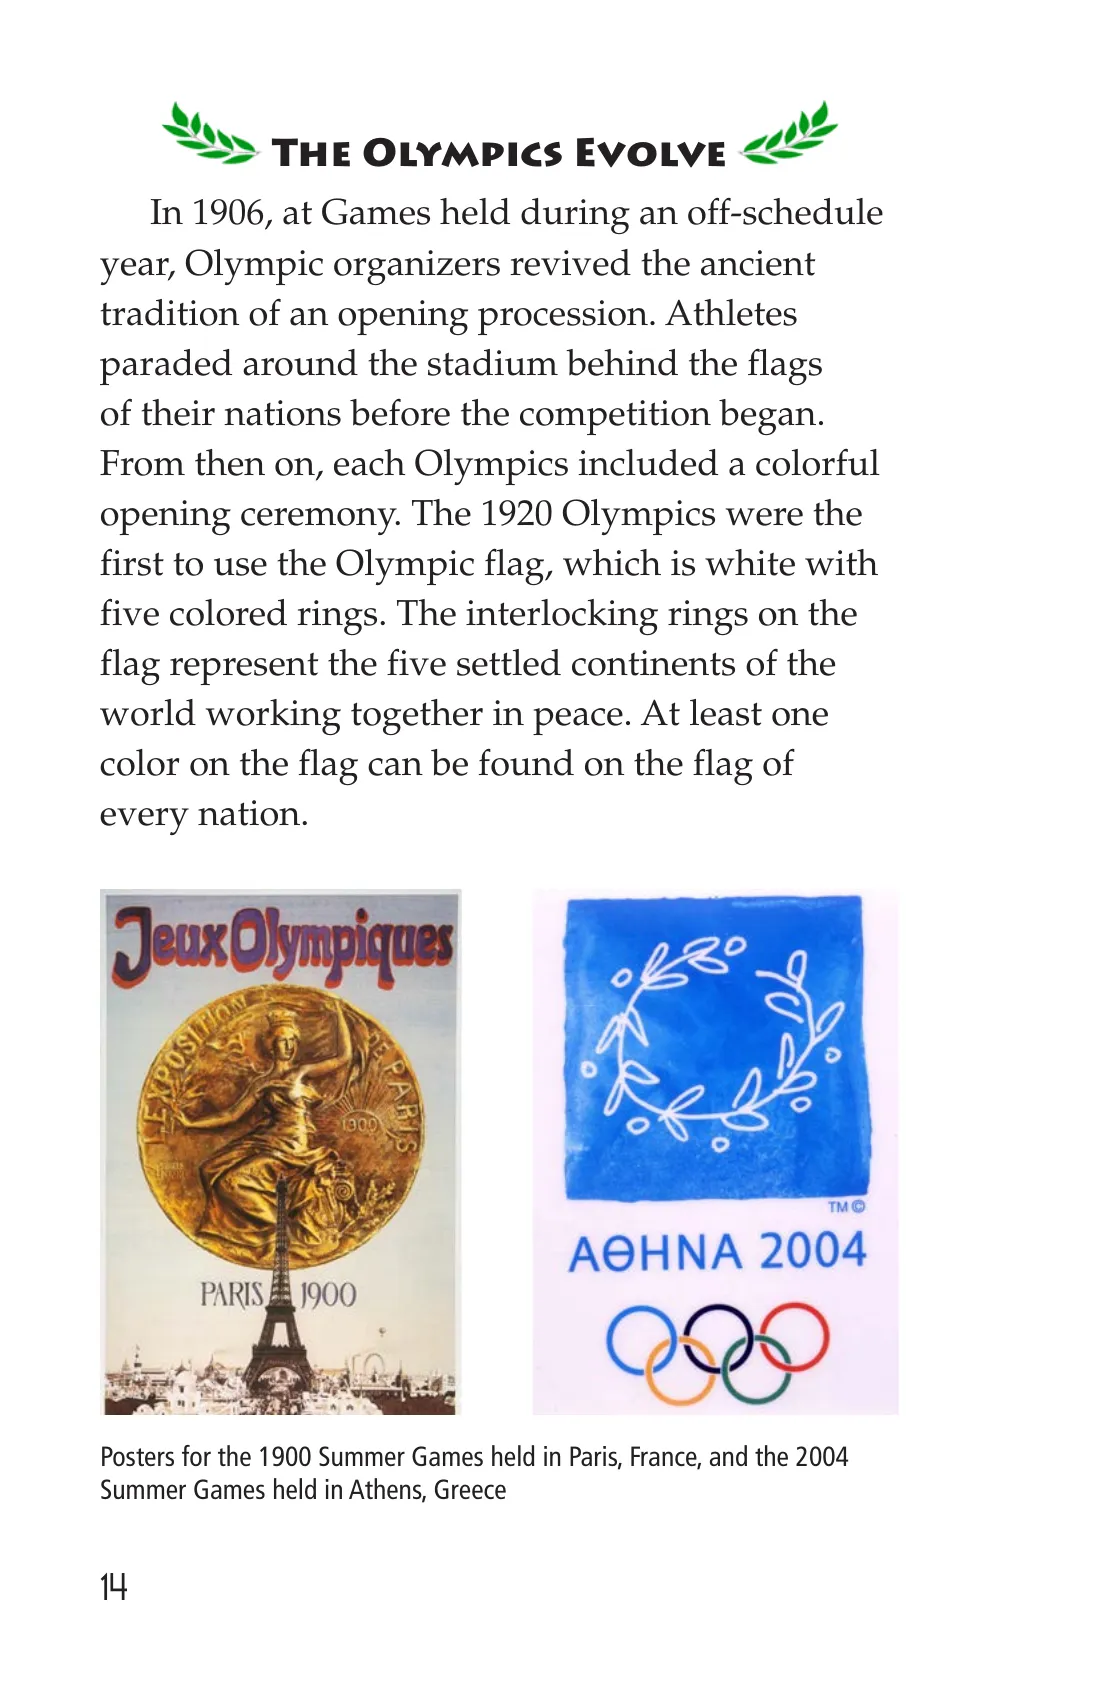 The Olympics Evolve
In 1906, at Games held during an off-schedule
year, Olympic organizers revived the ancient
tradition of an opening procession. Athletes
paraded around the stadium behind the flags
of their nations before the competition began.
From then on, each Olympics included a colorful
opening ceremony. The 1920 Olympics were the
first to use the Olympic flag, which is white with
five colored rings. The interlocking rings on the
flag represent the five settled continents of the
world working together in peace. At least one
color on the flag can be found on the flag of
every nation.
Jeux Olympiques
EXPOSITION DE PARIS
1900
PARIS 1900
TM ©
ΑΘΗΝΑ 2004
Posters for the 1900 Summer Games held in Paris, France, and the 2004
Summer Games held in Athens, Greece
14